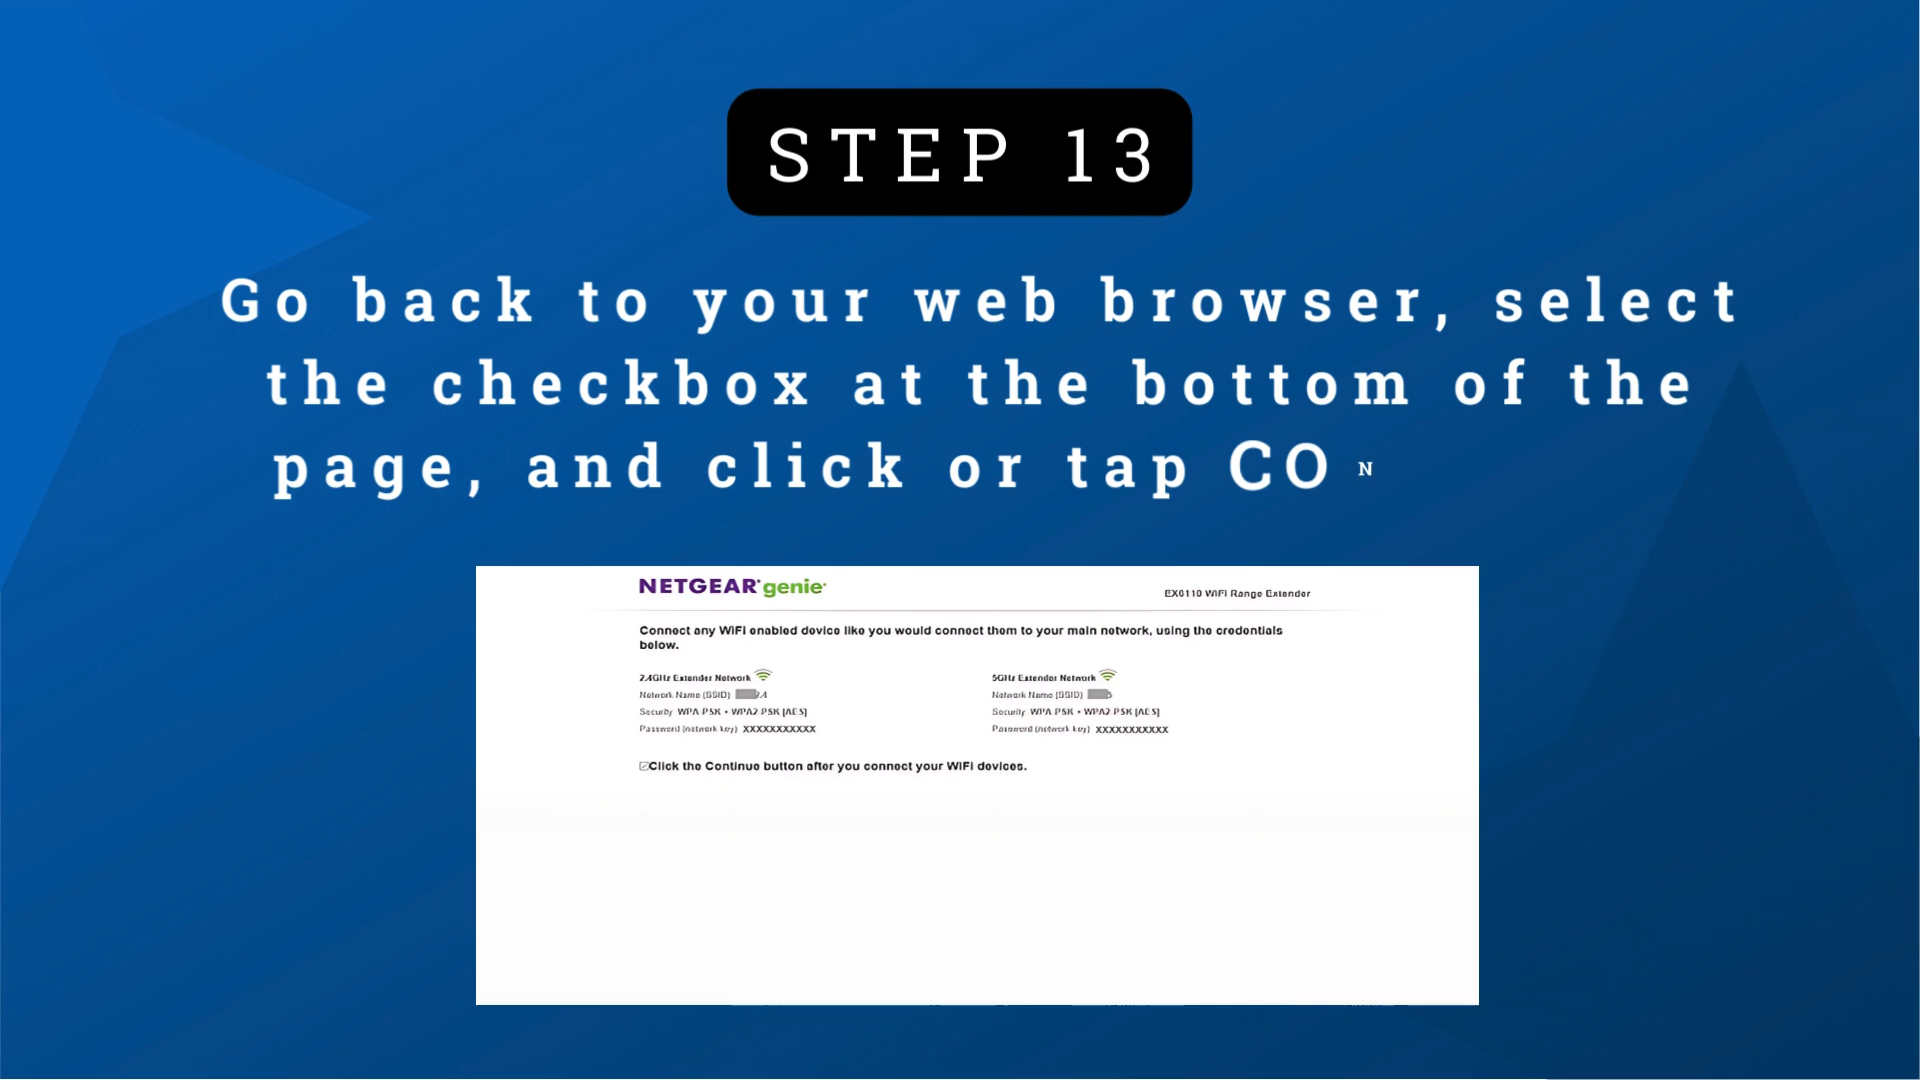 STEP 13
Go back to your web browser, select
the checkbox at the bottom of the
page, and click or tap CON
NETGEAR genie
EX6110 WiFi Range Extender
Connect any WiFi enabled device like you would connect them to your main network, using the credentials
below.
2.4GHz Extender Network
5GHz Extender Network
Network Name (SSID)
Network Name (SSID)
Security WPA-PSK + WPA2-PSK [AES]
Security WPA-PSK + WPA2-PSK [AES]
Password (network key) XXXXXXXXXXX
Password (network key) XXXXXXXXXXX
Click the Continue button after you connect your WiFi devices.